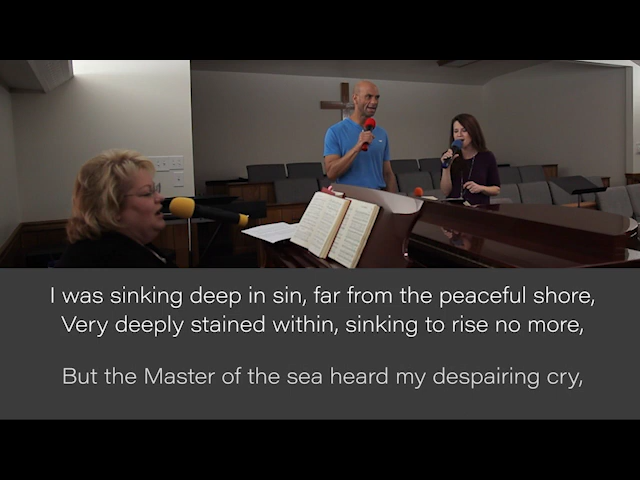 I was sinking deep in sin, far from the peaceful shore,
Very deeply stained within, sinking to rise no more,
But the Master of the sea heard my despairing cry,